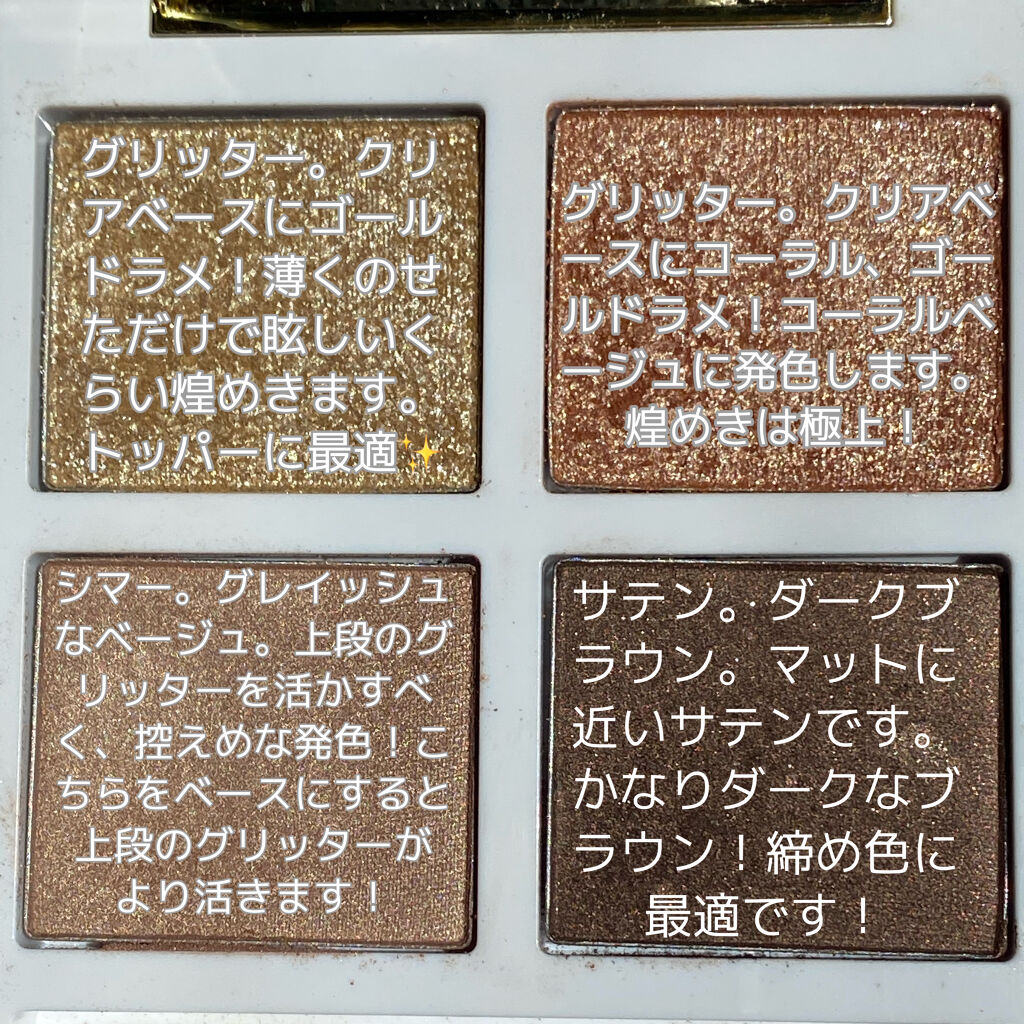 グリッター。クリ
アベースにゴール
ドラメ！薄くのせ
ただけで眩しいく
らい煌めきます。
トッパーに最適✨
グリッター。クリアベ
ースにコーラル、ゴー
ルドラメ！コーラルベ
ージュに発色します。
煌めきは極上！
シマー。グレイッシュ
なベージュ。上段のグ
リッターを活かすべ
く、控えめな発色！こ
ちらをベースにすると
上段のグリッターが
より活きます！
サテン。ダークブ
ラウン。マットに
近いサテンです。
かなりダークなブ
ラウン！締め色に
最適です！